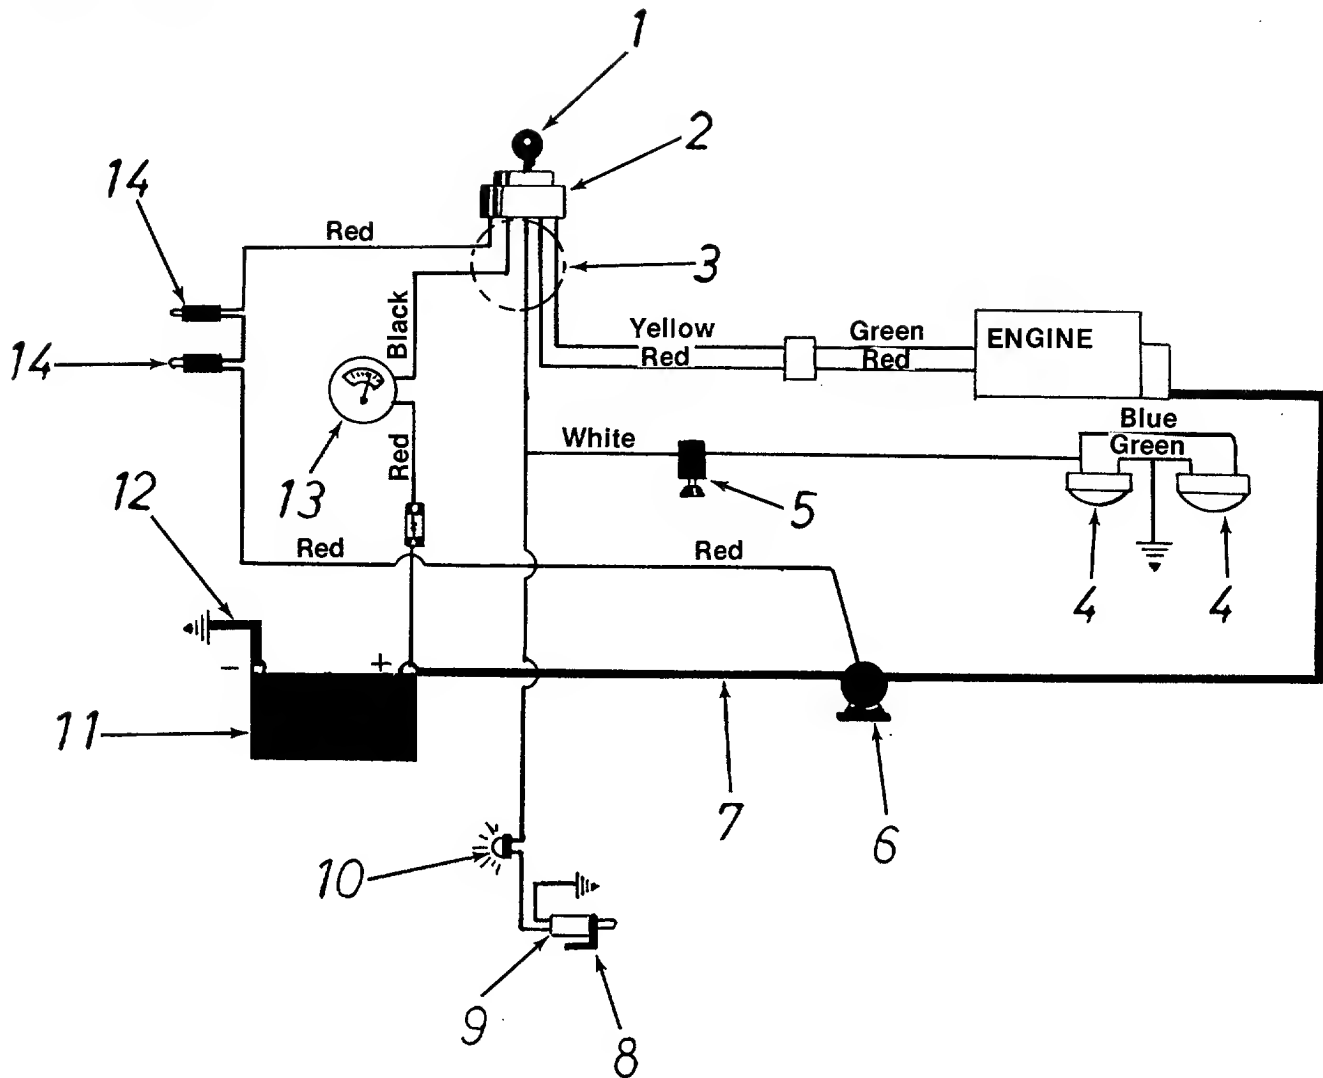 1
2
14
Red
3
Black
Yellow
Green
ENGINE
Red
Red
14
Blue
White
Green
Red
13
12
5
Red
Red
4
4
−
+
11
7
6
10
9
8